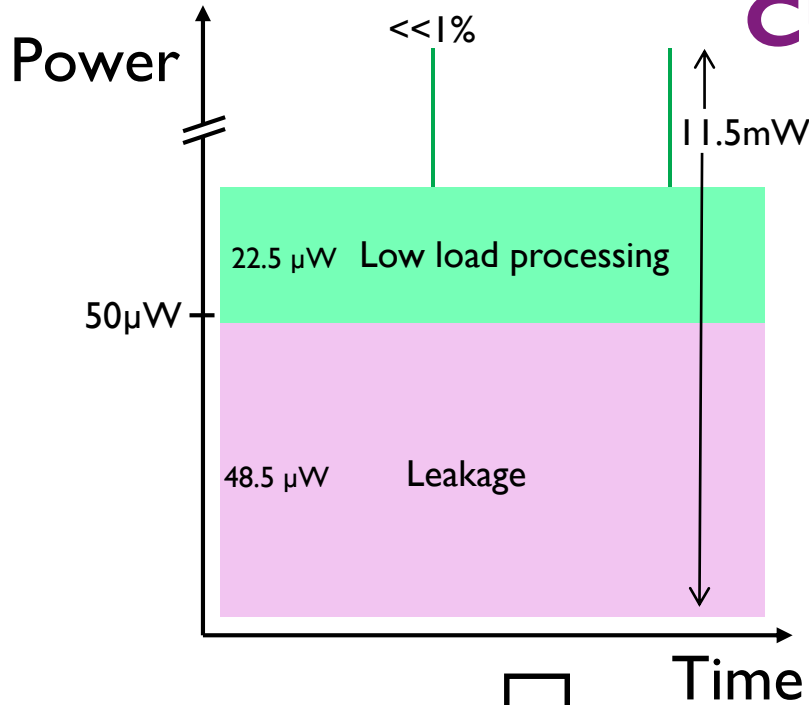 <<1%
Power
11.5mW
22.5 µW Low load processing
50µW
48.5 µW Leakage
Time